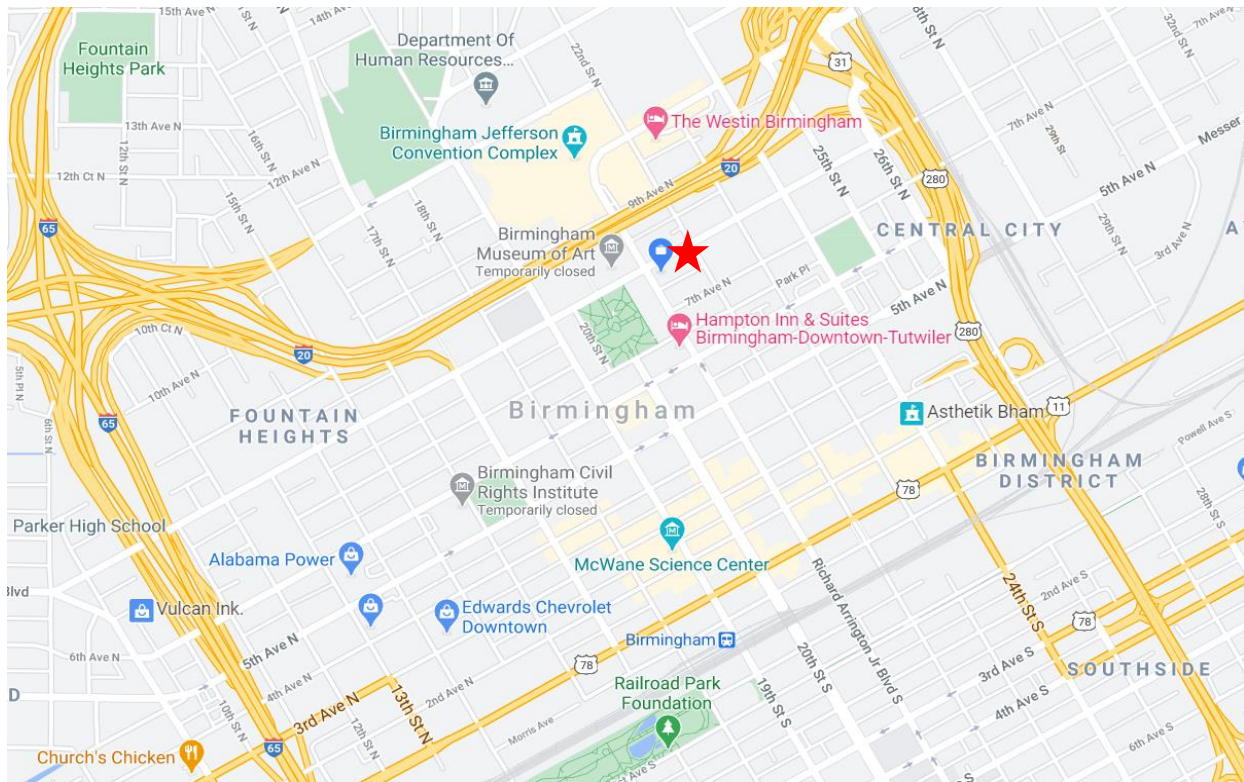 15th Ave N
14th
Fountain
Heights Park
Department Of
Human Resources...
22nd St N
31
32nd St N
7th Ave N
13th Ave N
16th St N
12th St N
Birmingham Jefferson
Convention Complex
The Westin Birmingham
7th Ave N
29th St
Messer
12th Ct N
12th Ave N
15th St N
20
25th St N
26th St N
280
5th Ave N
9th Ave N
18th St N
17th St N
65
CENTRAL CITY
29th St N
3rd Ave N
A
Birmingham
Museum of Art
Temporarily closed
Park Pl
7th Ave N
5th Ave N
10th Ct N
20th St N
Hampton Inn & Suites
Birmingham-Downtown-Tutwiler
280
20
5th Pl N
6th St N
10th Ave N
65
FOUNTAIN
HEIGHTS
Birmingham
Asthetik Bham
11
Powell Ave S
BIRMINGHAM
DISTRICT
78
28th St S
Birmingham Civil
Rights Institute
Temporarily closed
Parker High School
Alabama Power
McWane Science Center
Blvd
Vulcan Ink.
Edwards Chevrolet
Downtown
Richard Arrington Jr Blvd S
24th St S
2nd Ave S
78
Birmingham
5th Ave N
6th Ave N
4th Ave N
78
3rd Ave S
SOUTHSIDE
D
10th St N
3rd Ave N
13th St N
2nd Ave N
Railroad Park
Foundation
19th St S
20th St S
4th Ave S
Morris Ave
12th St N
65
Church's Chicken
6th Ave S